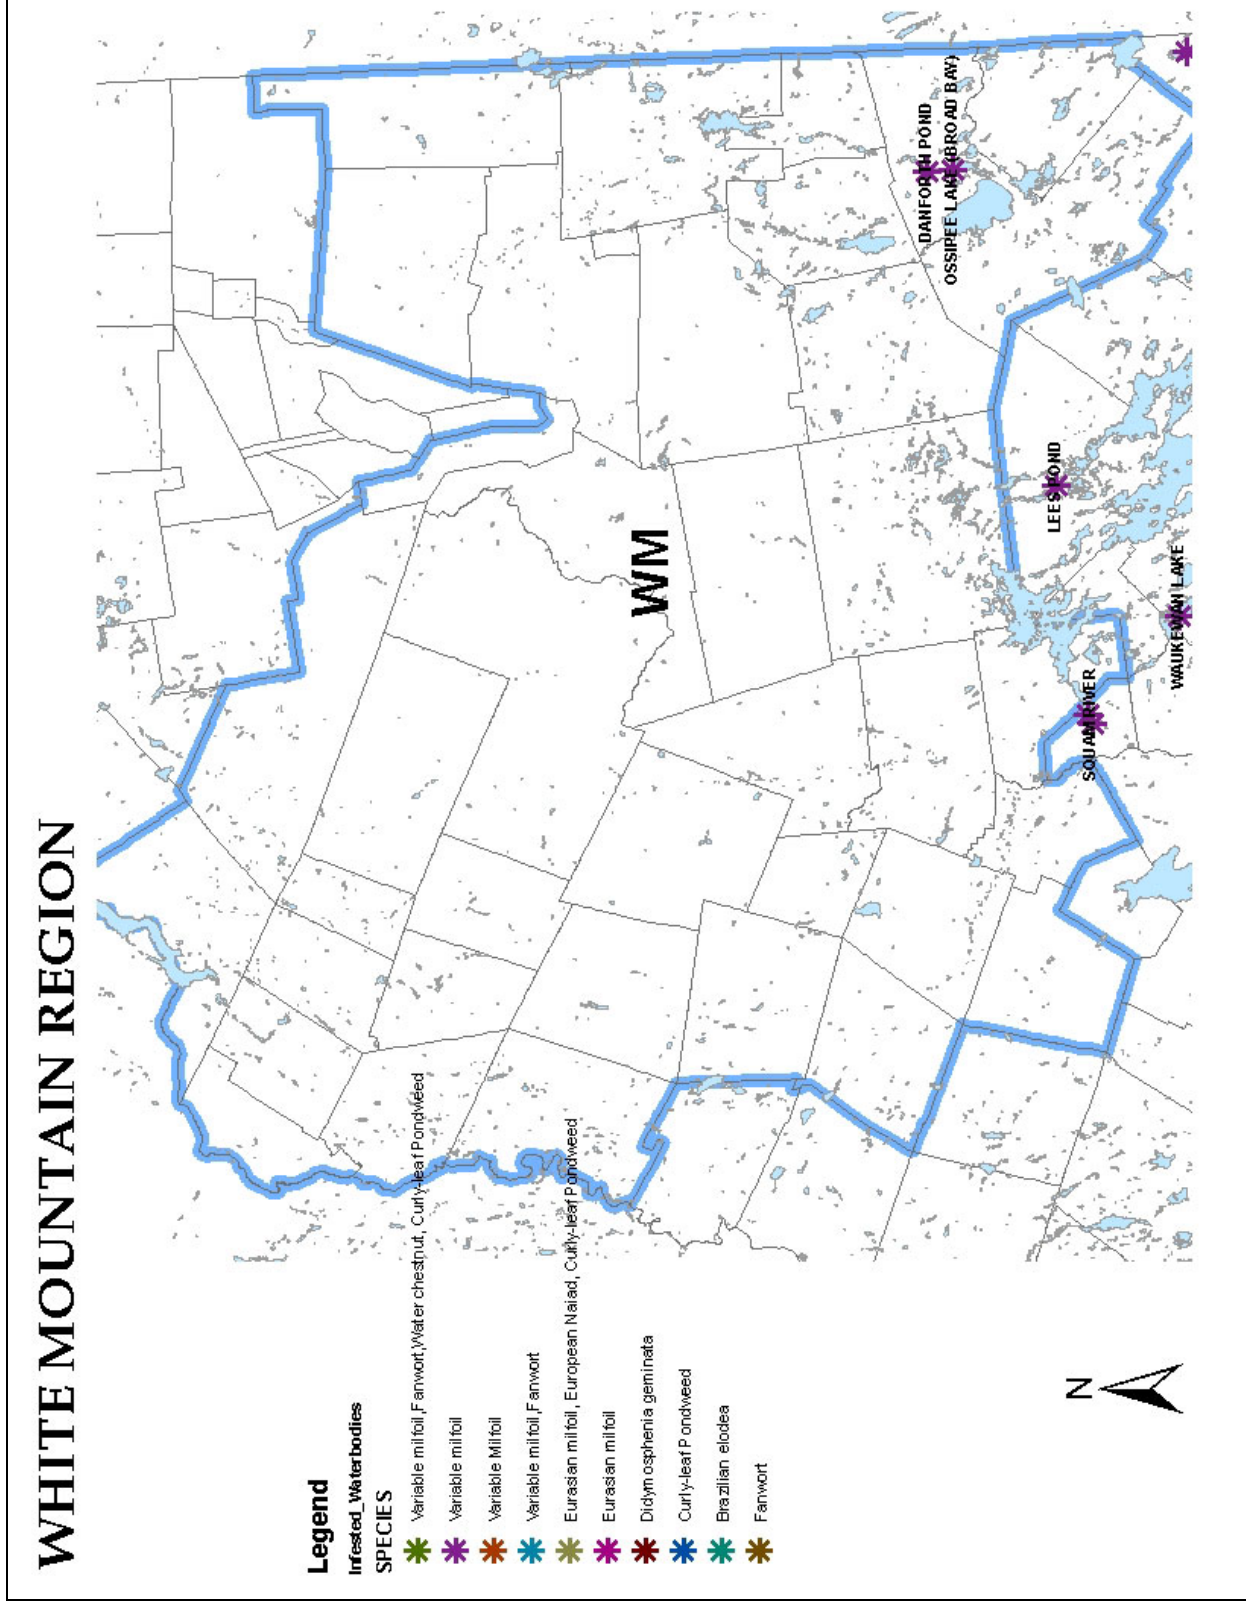 WHITE MOUNTAIN REGION
Legend
Infested_Waterbodies
SPECIES
Variable milfoil,Fanwort,Water chestnut, Curly-leaf Pondweed
Variable milfoil
Variable Milfoil
Variable milfoil,Fanwort
Eurasian milfoil, European Naiad, Curly-leaf Pondweed
Eurasian milfoil
Didymosphenia geminata
Curly-leaf Pondweed
Brazilian elodea
Fanwort
N
WM
DANFORTH POND
OSSIPEE LAKE (BROAD BAY)
LEES POND
SQUAM RIVER
WAUKEWAN LAKE